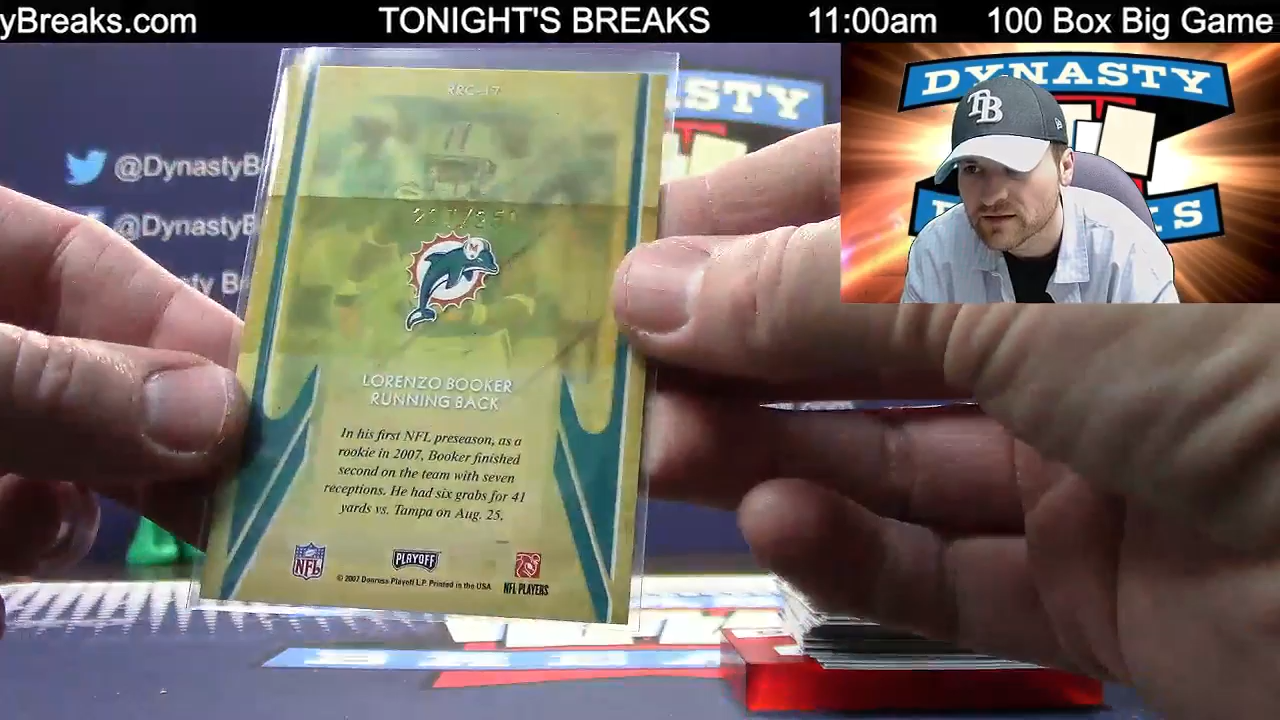 yBreaks.com TONIGHT'S BREAKS 11:00am 100 Box Big Game
@DynastyB
@DynastyB
RRC-17
LORENZO BOOKER
RUNNING BACK
In his first NFL preseason, as a
rookie in 2007, Booker finished
second on the team with seven
receptions. He had six grabs for 41
yards vs. Tampa on Aug. 25.
NFL
PLAYOFF
© 2007 Donruss Playoff L.P. Printed in the USA
NFL PLAYERS
ASTY
DYNASTY
TB